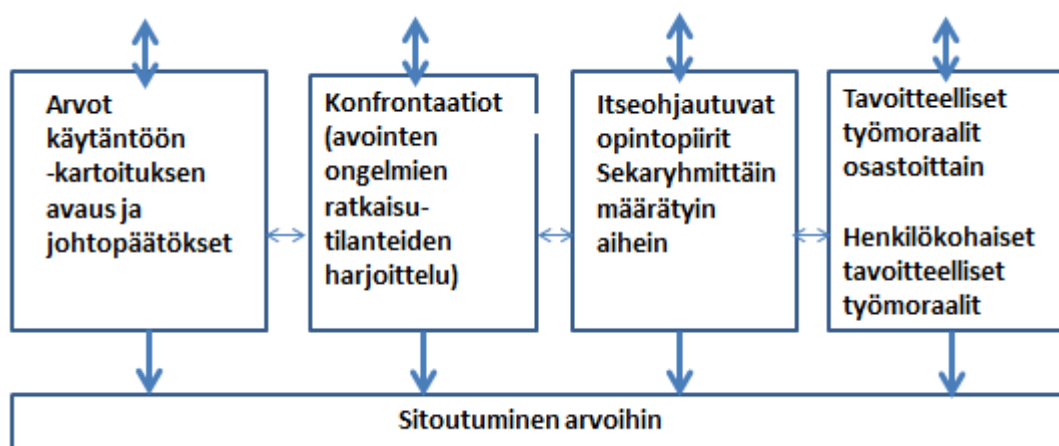 Arvot
käytäntöön
-kartoituksen
avaus ja
johtopäätökset
Konfrontaatiot
(avointen
ongelmien
ratkaisu-
tilanteiden
harjoittelu)
Itseohjautuvat
opintopiirit
Sekaryhmittäin
määrätyin
aihein
Tavoitteelliset
työmoraalit
osastoittain
Henkilökohaiset
tavoitteelliset
työmoraalit
Sitoutuminen arvoihin